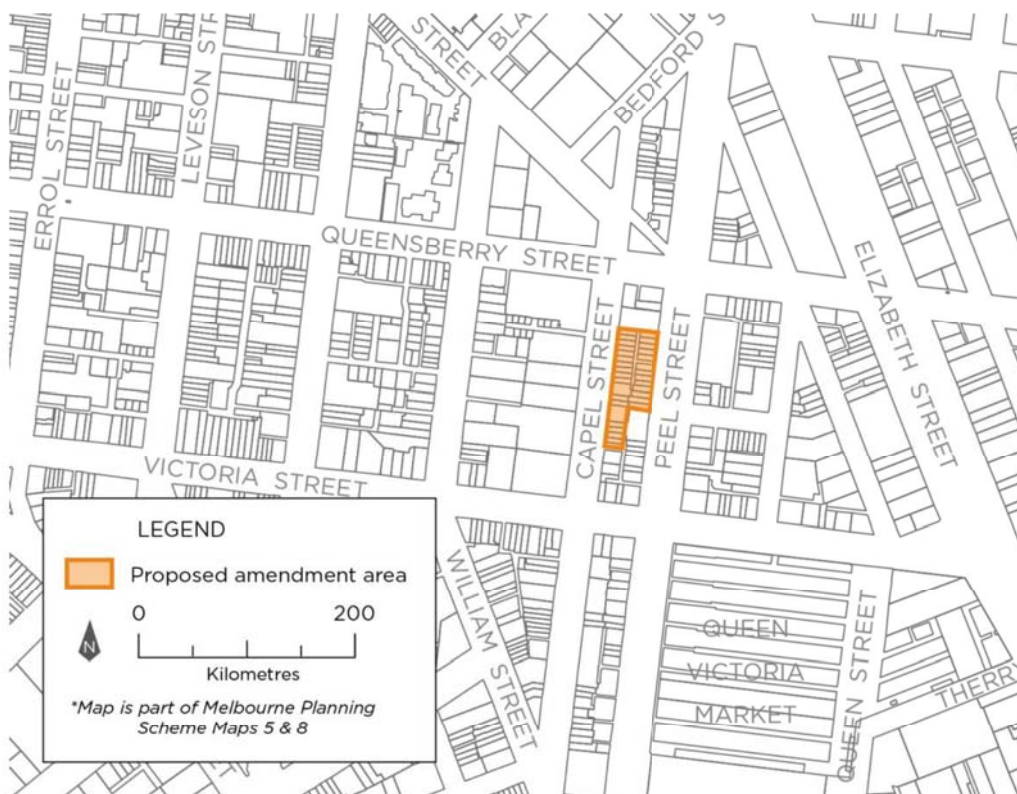 ERROL STREET
LEVESON STR
STREET
BLA
BEDFORD S
QUEENSBERRY STREET
ELIZABETH STREET
CAPEL STREET
PEEL STREET
VICTORIA STREET
WILLIAM STREET
QUEEN
VICTORIA
MARKET
QUEEN STREET
THERR
LEGEND
Proposed amendment area
0 200
N
Kilometres
*Map is part of Melbourne Planning
Scheme Maps 5 & 8